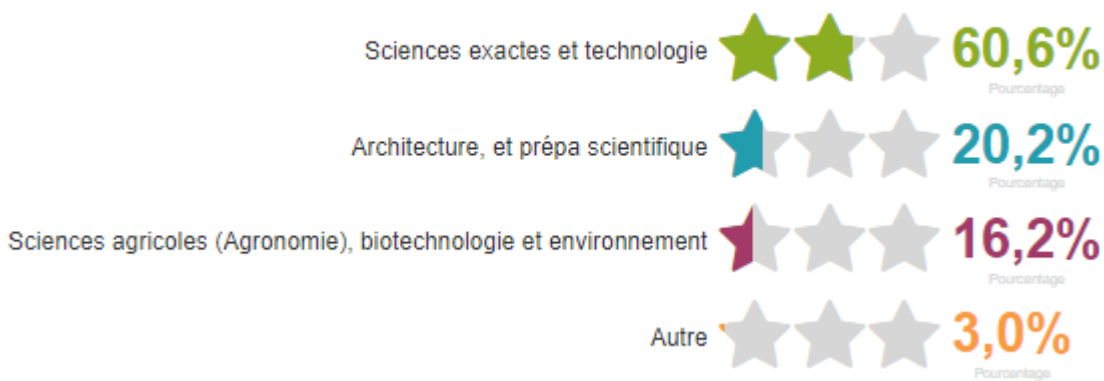 Sciences exactes et technologie 60,6%
Pourcentage
Architecture, et prépa scientifique 20,2%
Pourcentage
Sciences agricoles (Agronomie), biotechnologie et environnement 16,2%
Pourcentage
Autre 3,0%
Pourcentage